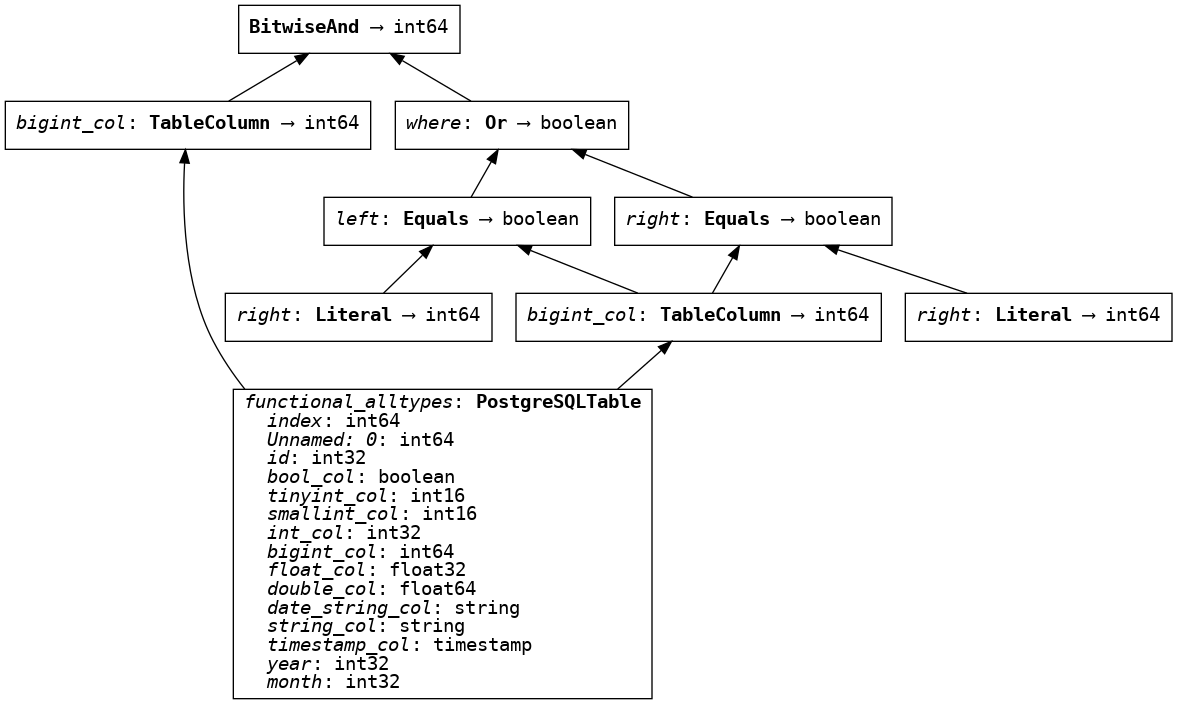 BitwiseAnd → int64
bigint_col: TableColumn → int64
where: Or → boolean
left: Equals → boolean
right: Equals → boolean
right: Literal → int64
bigint_col: TableColumn → int64
right: Literal → int64
functional_alltypes: PostgreSQLTable
index: int64
Unnamed: 0: int64
id: int32
bool_col: boolean
tinyint_col: int16
smallint_col: int16
int_col: int32
bigint_col: int64
float_col: float32
double_col: float64
date_string_col: string
string_col: string
timestamp_col: timestamp
year: int32
month: int32